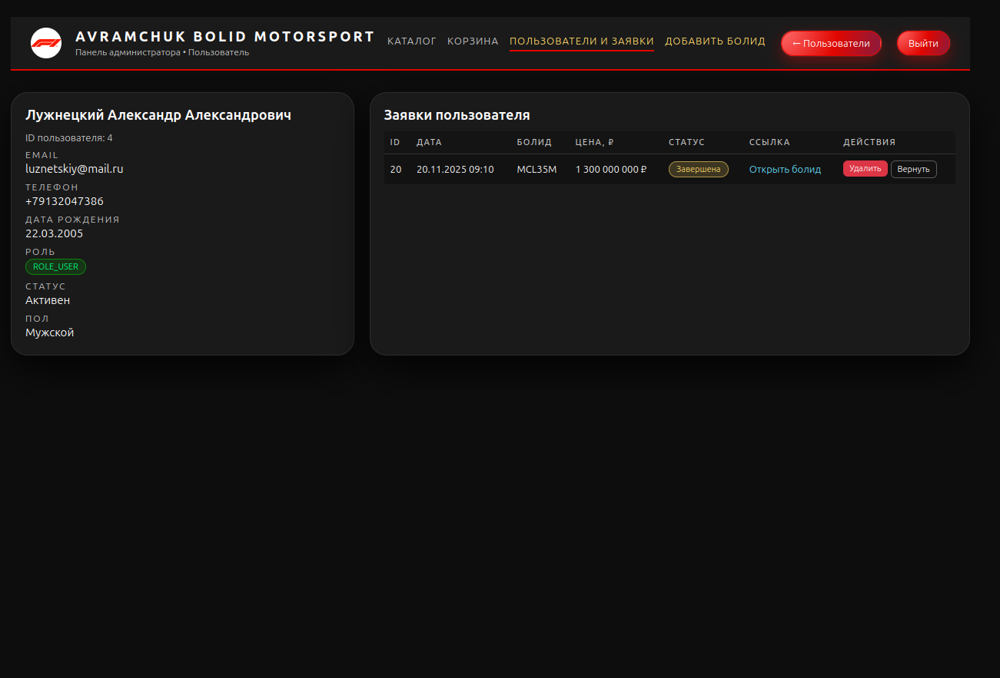 AVRAMCHUK BOLID MOTORSPORT
Панель администратора • Пользователь
КАТАЛОГ КОРЗИНА ПОЛЬЗОВАТЕЛИ И ЗАЯВКИ ДОБАВИТЬ БОЛИД ← Пользователи Выйти
Лужнецкий Александр Александрович
ID пользователя: 4
EMAIL
luznetskiy@mail.ru
ТЕЛЕФОН
+79132047386
ДАТА РОЖДЕНИЯ
22.03.2005
РОЛЬ
ROLE_USER
СТАТУС
Активен
ПОЛ
Мужской
Заявки пользователя
ID ДАТА БОЛИД ЦЕНА, ₽ СТАТУС ССЫЛКА ДЕЙСТВИЯ
20 20.11.2025 09:10 MCL35M 1 300 000 000 ₽ Завершена Открыть болид Удалить Вернуть